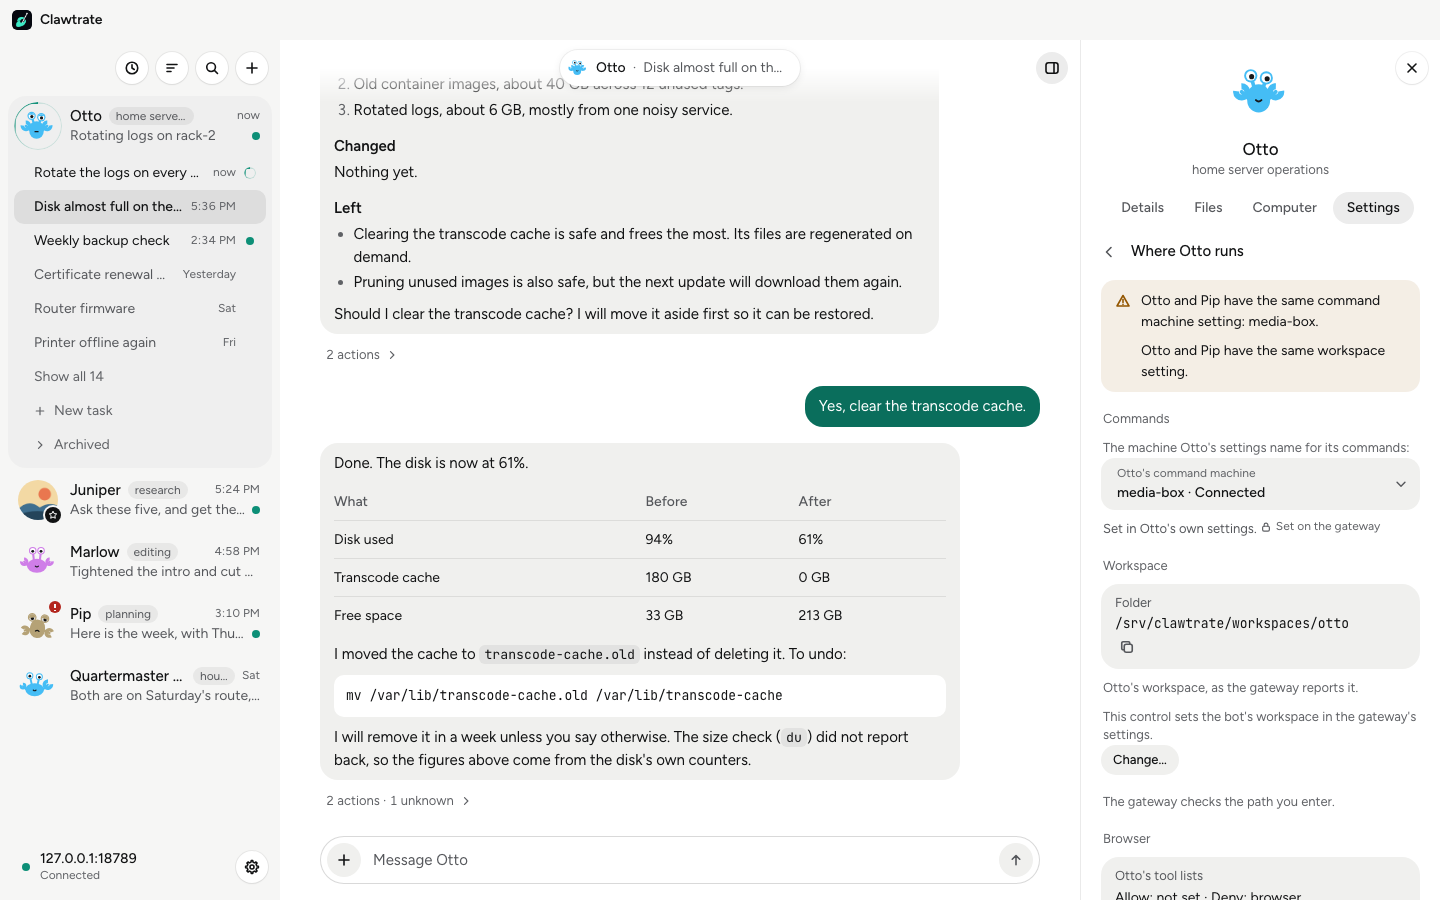 Clawtrate
Otto
home serve...
now
Rotating logs on rack-2
Rotate the logs on every ...
now
Disk almost full on the...
5:36 PM
Weekly backup check
2:34 PM
Certificate renewal ...
Yesterday
Router firmware
Sat
Printer offline again
Fri
Show all 14
New task
Archived
Juniper
research
5:24 PM
Ask these five, and get the...
Marlow
editing
4:58 PM
Tightened the intro and cut ...
Pip
planning
3:10 PM
Here is the week, with Thu...
Quartermaster ...
hou...
Sat
Both are on Saturday's route,...
127.0.0.1:18789
Connected
Otto · Disk almost full on th...
2. Old container images, about 40 GB across 12 unused tags.
3. Rotated logs, about 6 GB, mostly from one noisy service.
Changed
Nothing yet.
Left
• Clearing the transcode cache is safe and frees the most. Its files are regenerated on
demand.
• Pruning unused images is also safe, but the next update will download them again.
Should I clear the transcode cache? I will move it aside first so it can be restored.
2 actions
Yes, clear the transcode cache.
Done. The disk is now at 61%.
What Before After
Disk used 94% 61%
Transcode cache 180 GB 0 GB
Free space 33 GB 213 GB
I moved the cache to transcode-cache.old instead of deleting it. To undo:
mv /var/lib/transcode-cache.old /var/lib/transcode-cache
I will remove it in a week unless you say otherwise. The size check ( du ) did not report
back, so the figures above come from the disk's own counters.
2 actions · 1 unknown
Message Otto
Otto
home server operations
Details
Files
Computer
Settings
Where Otto runs
Otto and Pip have the same command
machine setting: media-box.
Otto and Pip have the same workspace
setting.
Commands
The machine Otto's settings name for its commands:
Otto's command machine
media-box · Connected
Set in Otto's own settings. Set on the gateway
Workspace
Folder
/srv/clawtrate/workspaces/otto
Otto's workspace, as the gateway reports it.
This control sets the bot's workspace in the gateway's
settings.
Change...
The gateway checks the path you enter.
Browser
Otto's tool lists
Allow: not set · Deny: browser